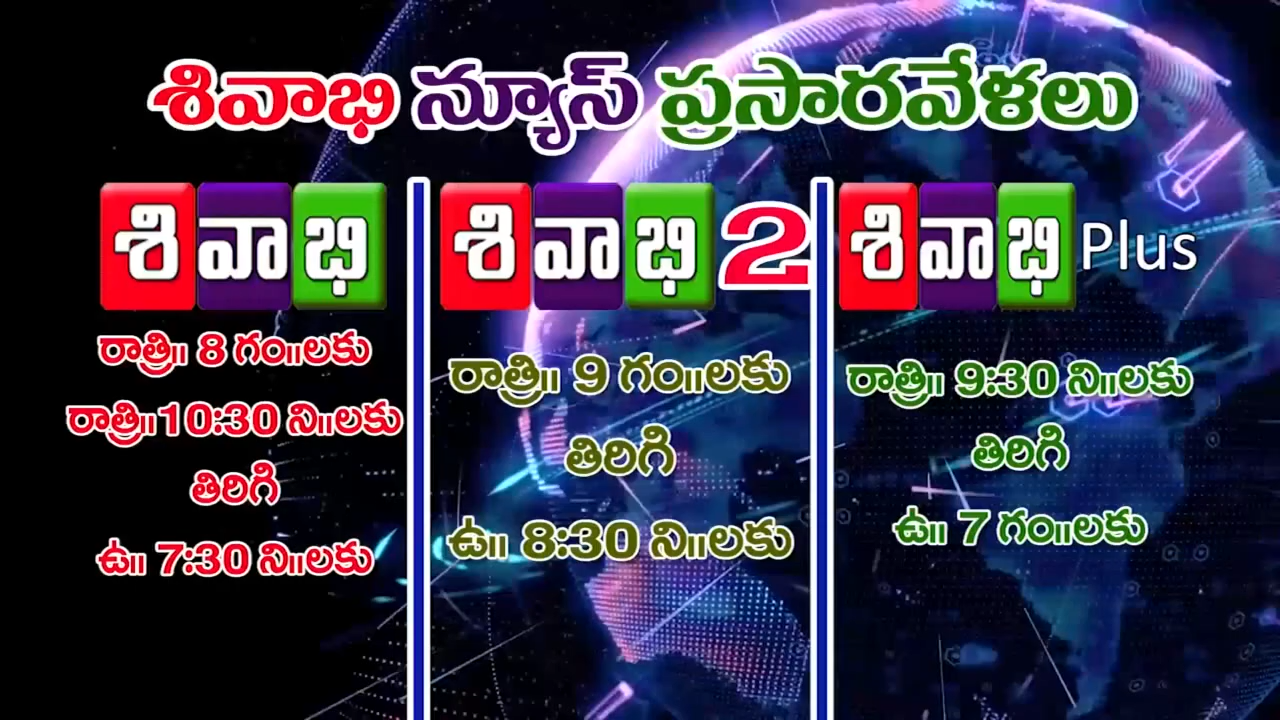 శివాభి న్యూస్ ప్రసారవేళలు
శివాభి
రాత్రి॥ 8 గం॥లకు
రాత్రి॥10:30 ని॥లకు
తిరిగి
ఉ॥ 7:30 ని॥లకు
శివాభి 2
రాత్రి॥ 9 గం॥లకు
తిరిగి
ఉ॥ 8:30 ని॥లకు
శివాభి Plus
రాత్రి॥ 9:30 ని॥లకు
తిరిగి
ఉ॥ 7 గం॥లకు